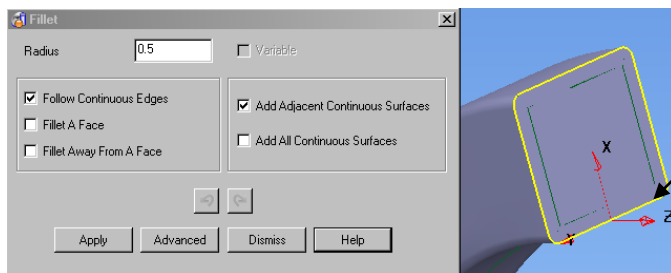 Fillet
Radius 0.5 Variable
Follow Continuous Edges
Fillet A Face
Fillet Away From A Face
Add Adjacent Continuous Surfaces
Add All Continuous Surfaces
Apply Advanced Dismiss Help
X
Z
Y